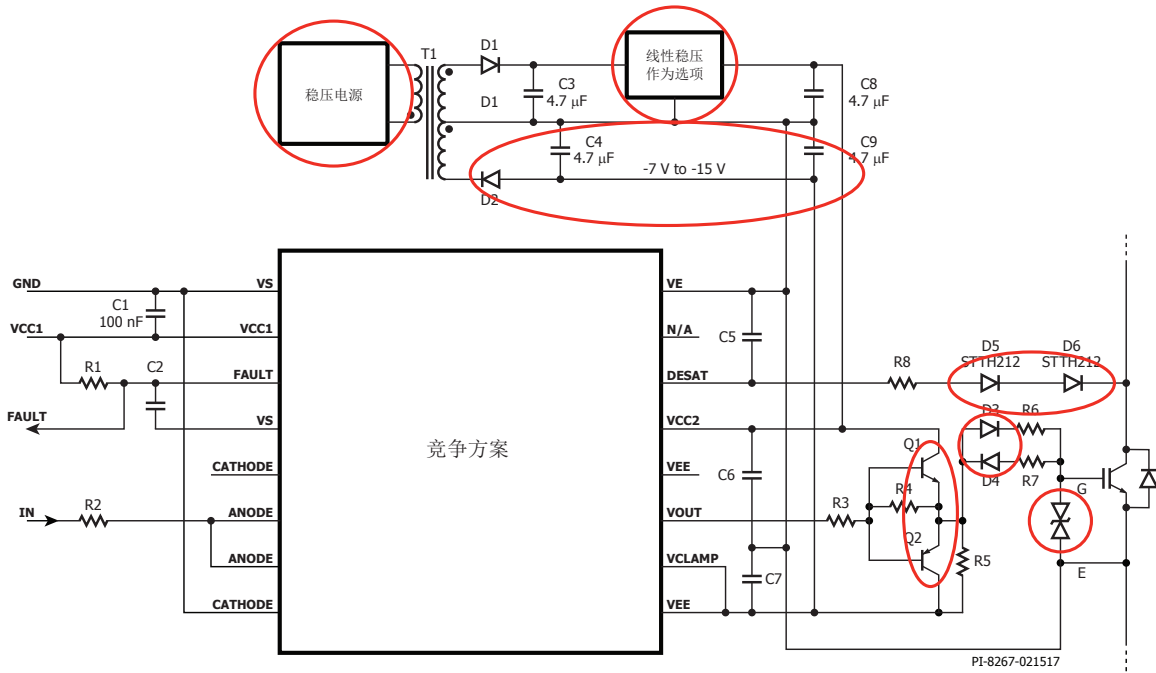 稳压电源
T1
D1
D1
C3
4.7 μF
线性稳压
作为选项
C8
4.7 μF
C4
4.7 μF
C9
4.7 μF
-7 V to -15 V
D2
GND
VCC1
FAULT
IN
C1
100 nF
R1
C2
R2
VS
VCC1
FAULT
VS
CATHODE
ANODE
ANODE
CATHODE
竞争方案
VE
N/A
DESAT
VCC2
VEE
VOUT
VCLAMP
VEE
C5
C6
C7
R8
D5
STTH212
D6
STTH212
D3
R6
D4
R7
Q1
R4
R3
Q2
R5
G
E
PI-8267-021517